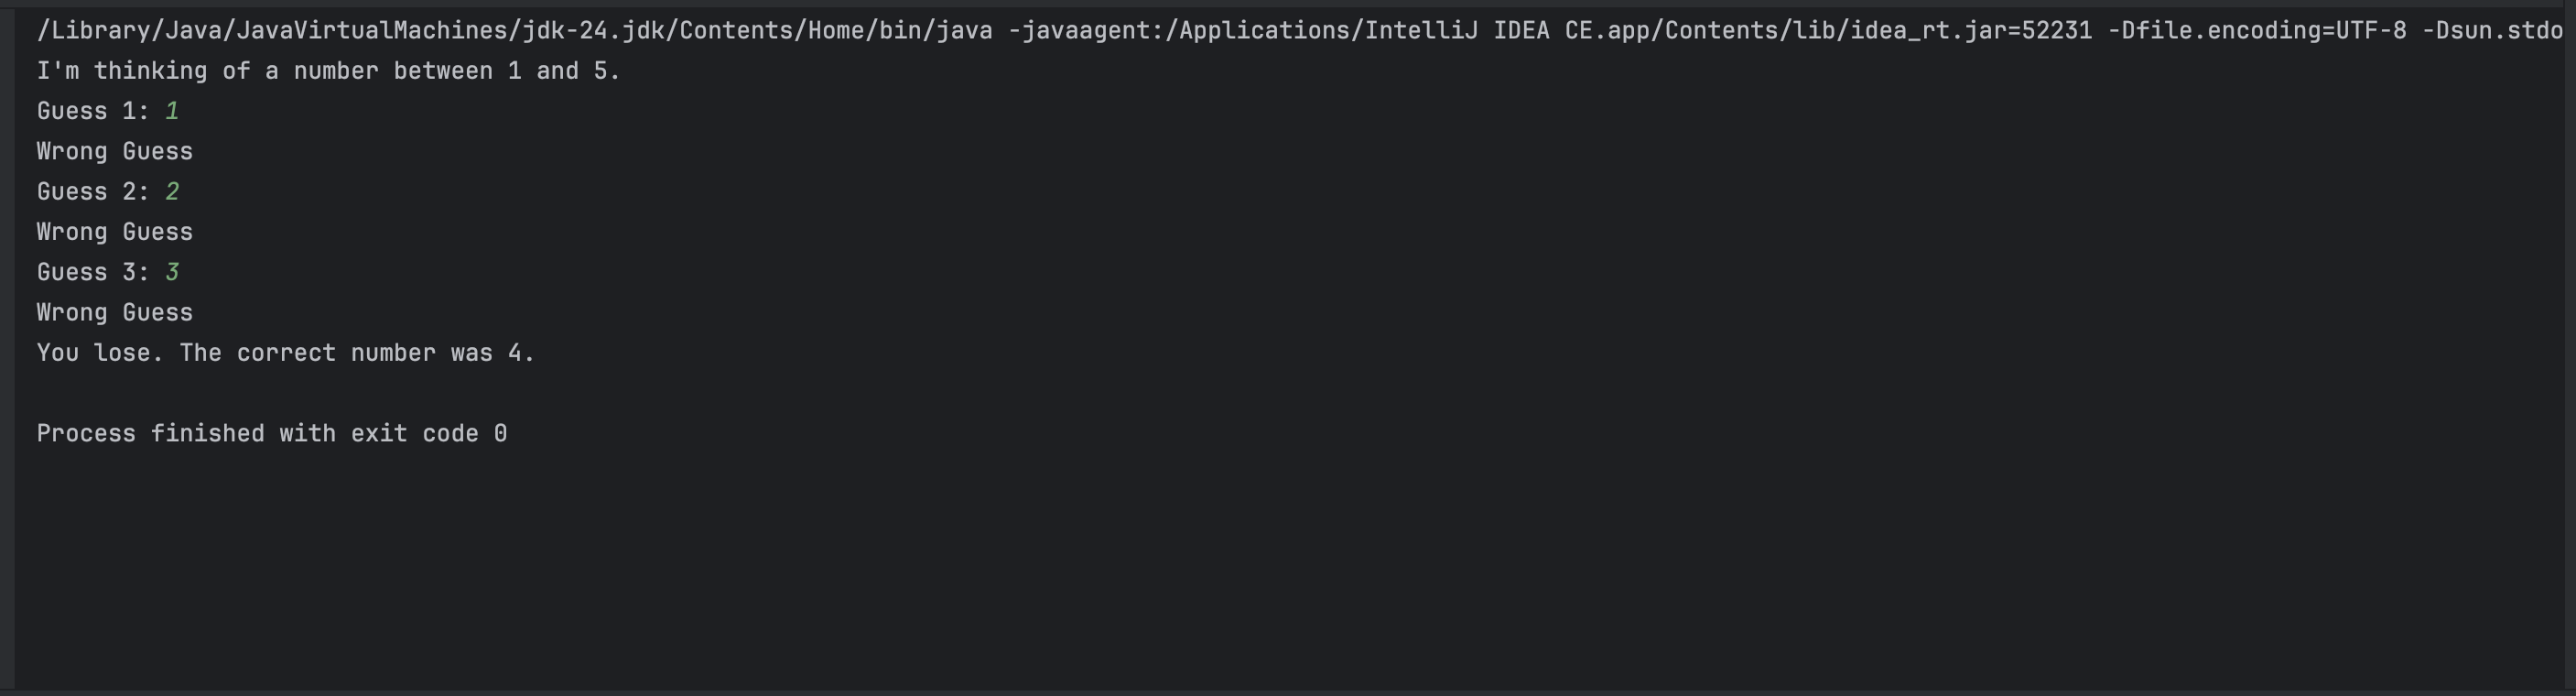 /Library/Java/JavaVirtualMachines/jdk-24.jdk/Contents/Home/bin/java -javaagent:/Applications/IntelliJ IDEA CE.app/Contents/lib/idea_rt.jar=52231 -Dfile.encoding=UTF-8 -Dsun.stdo
I'm thinking of a number between 1 and 5.
Guess 1: 1
Wrong Guess
Guess 2: 2
Wrong Guess
Guess 3: 3
Wrong Guess
You lose. The correct number was 4.
Process finished with exit code 0